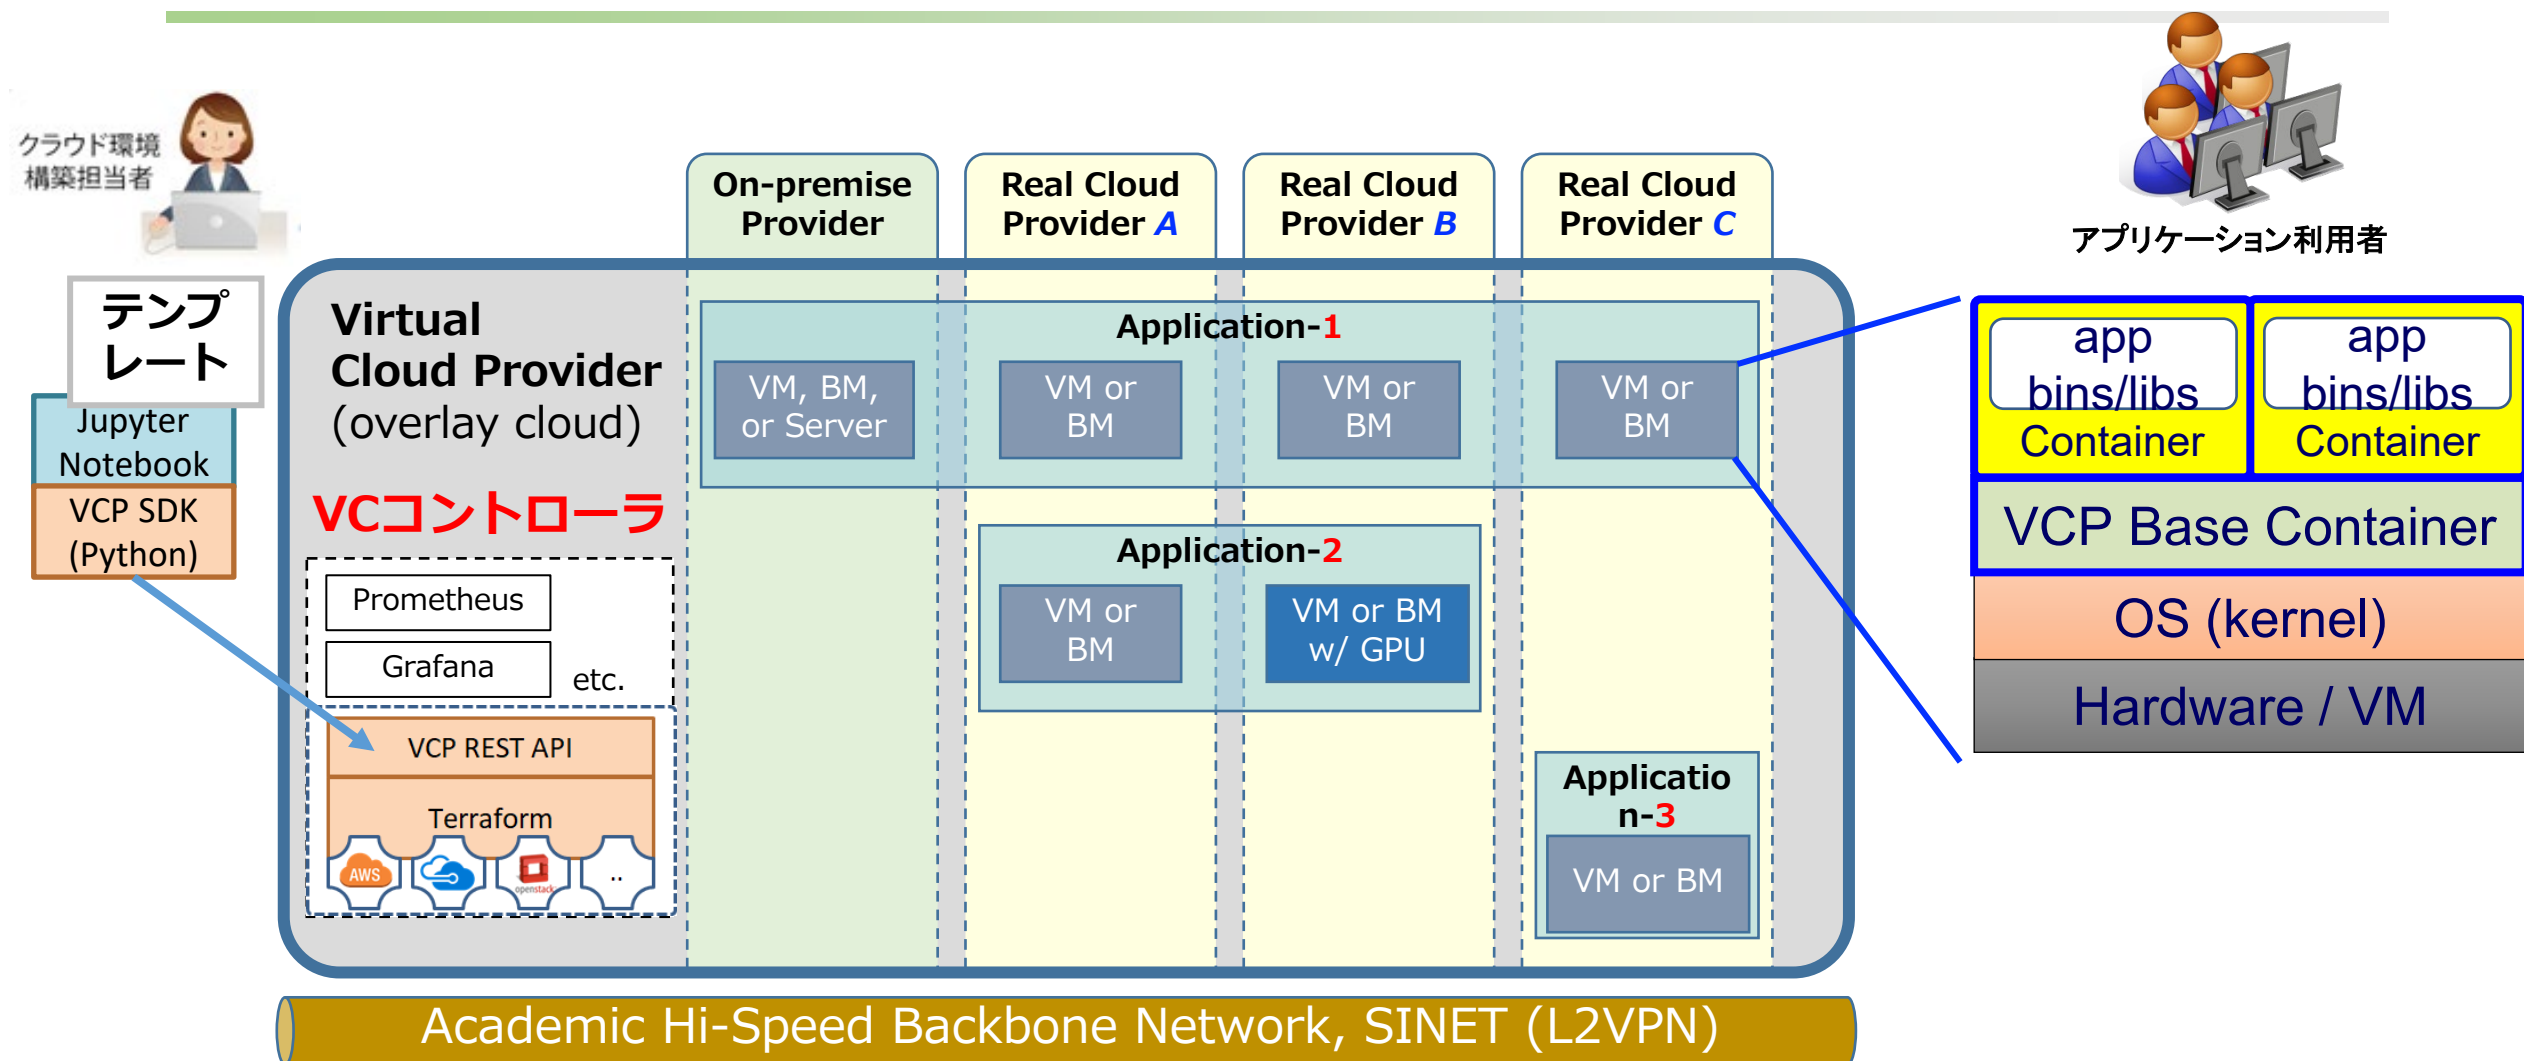 クラウド環境
構築担当者
テンプ
レート
Jupyter
Notebook
VCP SDK
(Python)
On-premise
Provider
Real Cloud
Provider A
Real Cloud
Provider B
Real Cloud
Provider C
Virtual
Cloud Provider
(overlay cloud)
VCコントローラ
Prometheus
Grafana
etc.
VCP REST API
Terraform
AWS
openstack
..
Application-1
VM, BM,
or Server
VM or
BM
VM or
BM
VM or
BM
Application-2
VM or
BM
VM or BM
w/ GPU
Applicatio
n-3
VM or BM
アプリケーション利用者
app
bins/libs
Container
app
bins/libs
Container
VCP Base Container
OS (kernel)
Hardware / VM
Academic Hi-Speed Backbone Network, SINET (L2VPN)